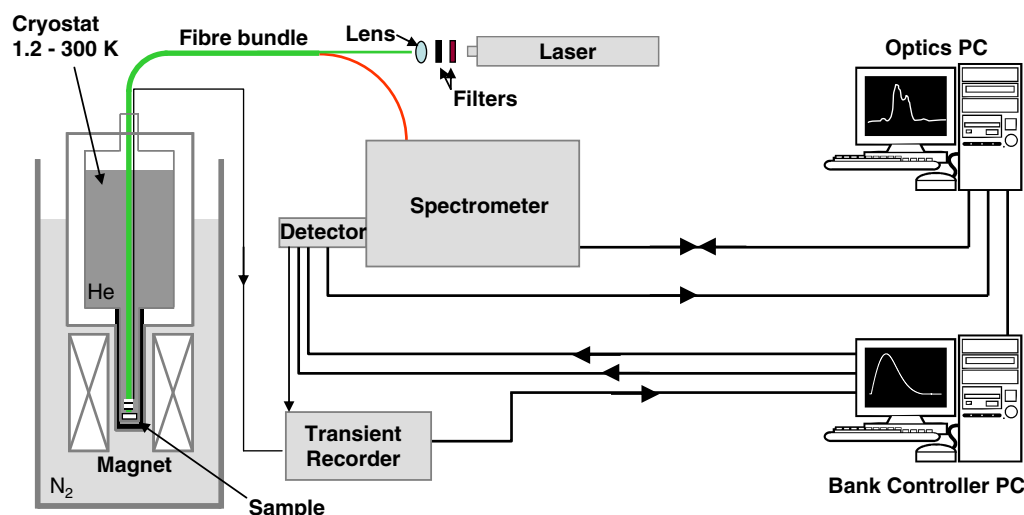 Cryostat
1.2 - 300 K
Fibre bundle
Lens
Laser
Filters
Optics PC
Spectrometer
Detector
He
Transient
Recorder
Magnet
N₂
Sample
Bank Controller PC